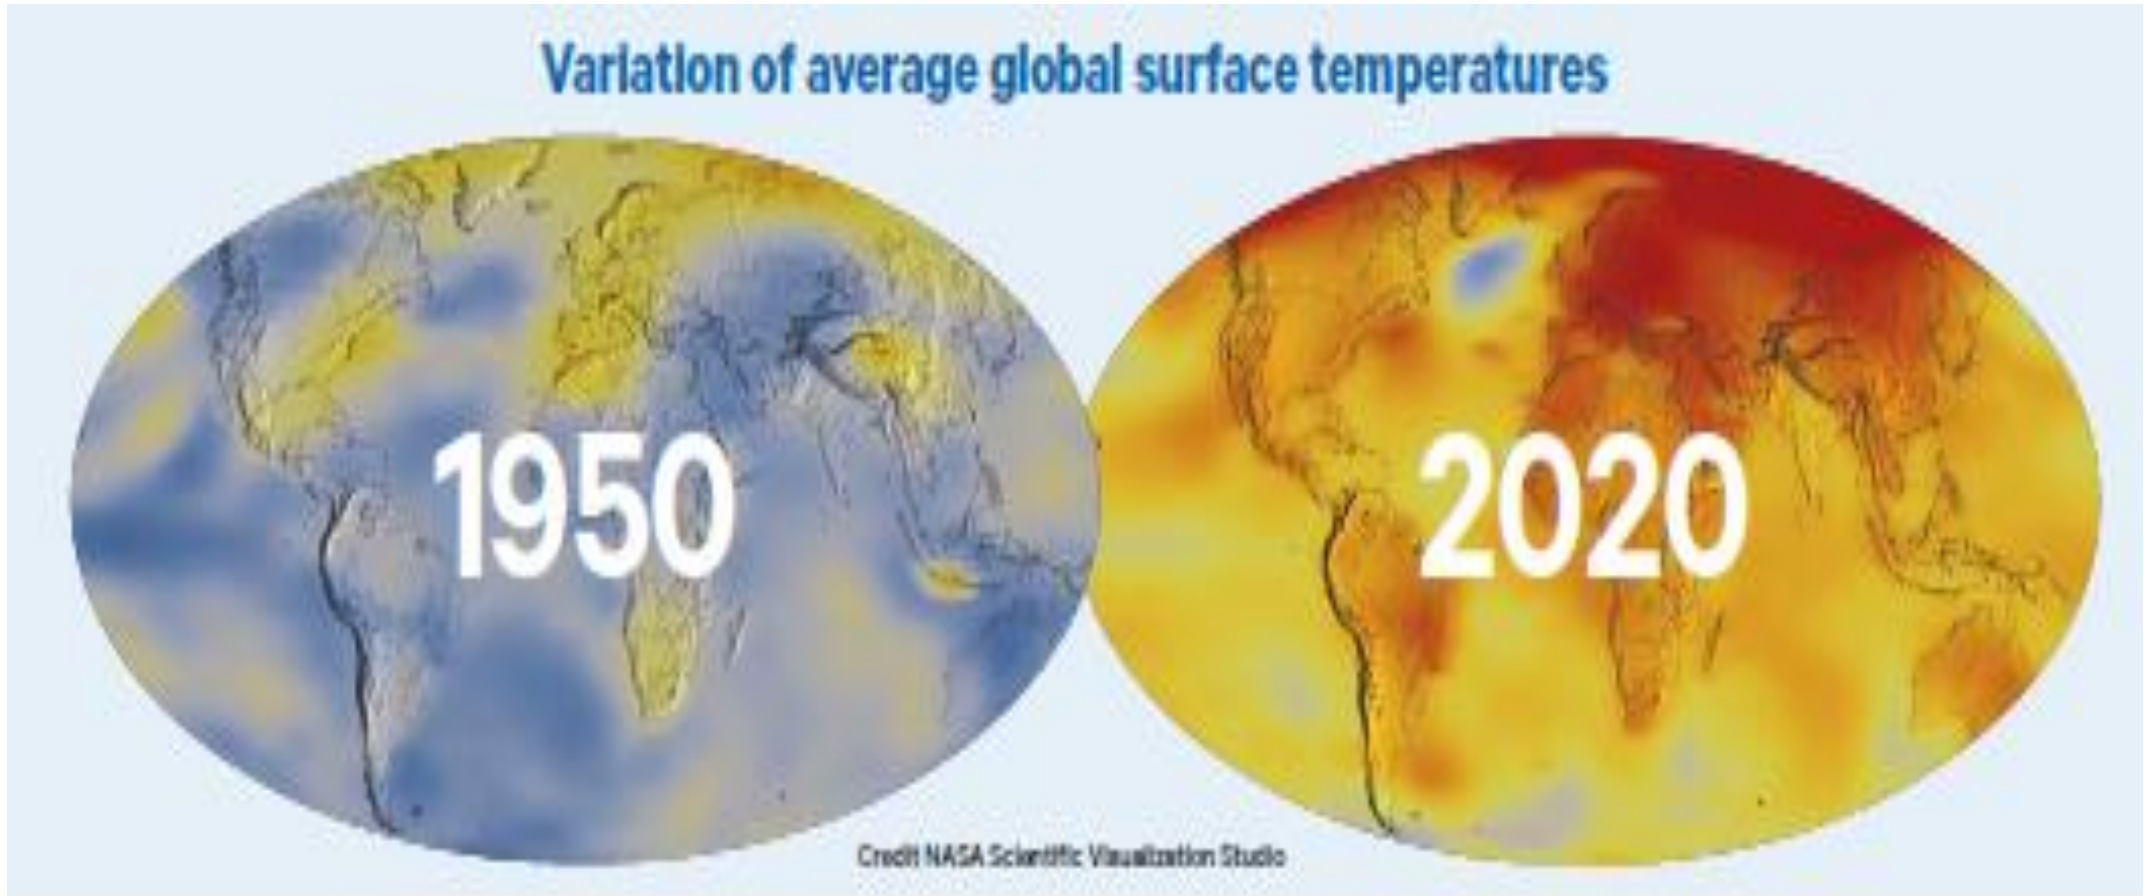 Variation of average global surface temperatures
1950
2020
Credit NASA Scientific Visualization Studio